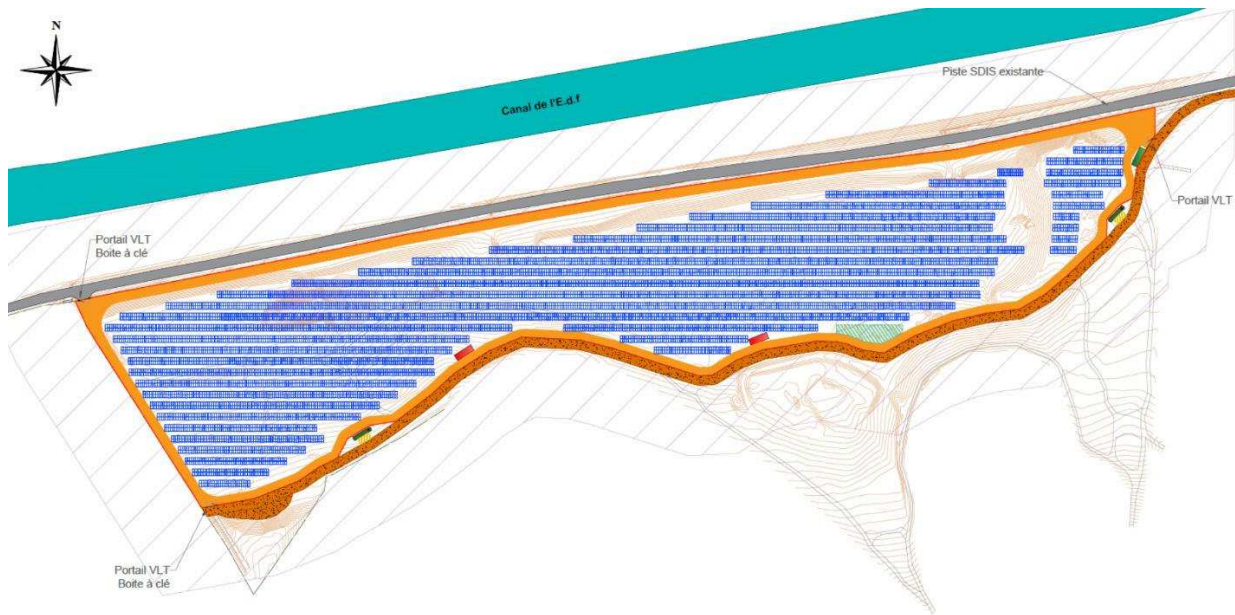 N
Piste SDIS existante
Canal de l'E.d.f
Portail VLT
Portail VLT
Boite à clé
Portail VLT
Boite à clé